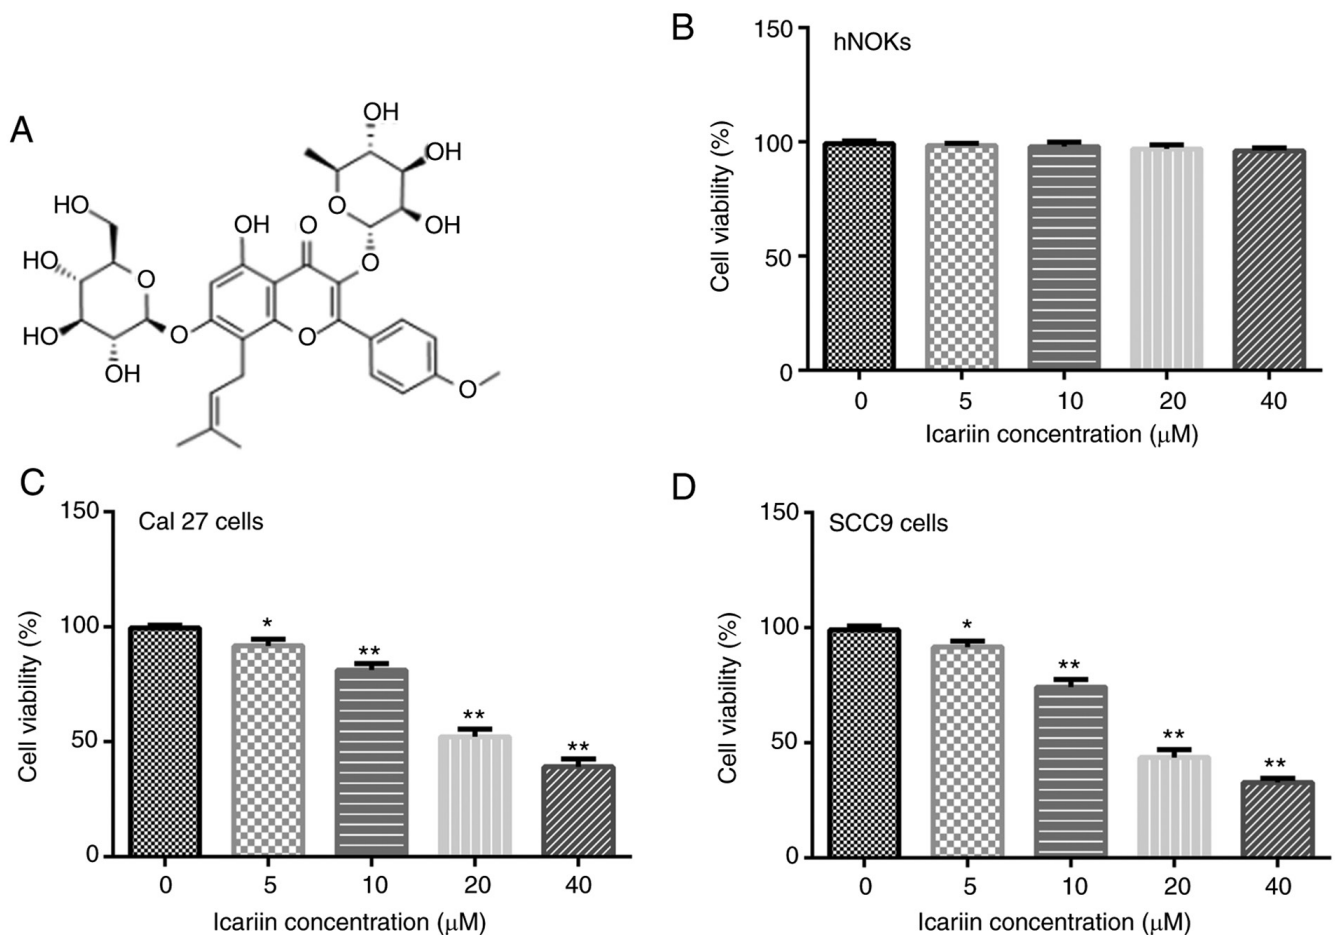 A
OH
OH
OH
O
O
HO
HO
HO
OH
O
O
OH
O
O
O
B
hNOKs
Cell viability (%)
150
100
50
0
0 5 10 20 40
Icariin concentration (μM)
C
Cal 27 cells
Cell viability (%)
150
100
50
0
* ** ** **
0 5 10 20 40
Icariin concentration (μM)
D
SCC9 cells
Cell viability (%)
150
100
50
0
* ** ** **
0 5 10 20 40
Icariin concentration (μM)